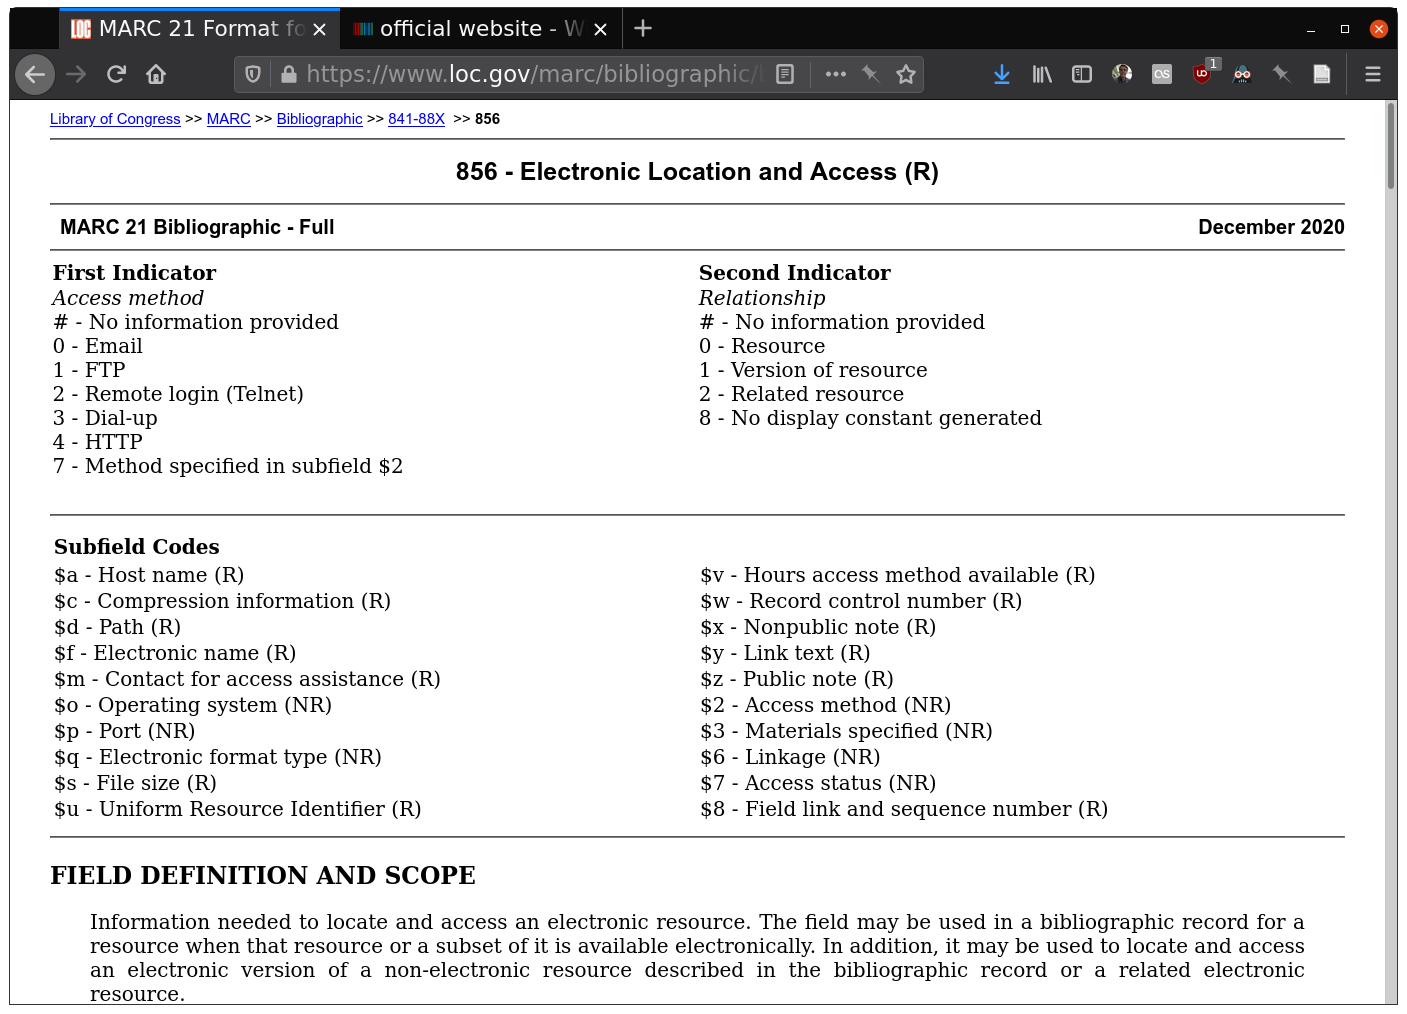 MARC 21 Format fo
official website - W
https://www.loc.gov/marc/bibliographic/
1
Library of Congress >> MARC >> Bibliographic >> 841-88X >> 856
856 - Electronic Location and Access (R)
MARC 21 Bibliographic - Full
December 2020
First Indicator
Access method
# - No information provided
0 - Email
1 - FTP
2 - Remote login (Telnet)
3 - Dial-up
4 - HTTP
7 - Method specified in subfield $2
Second Indicator
Relationship
# - No information provided
0 - Resource
1 - Version of resource
2 - Related resource
8 - No display constant generated
Subfield Codes
$a - Host name (R)
$c - Compression information (R)
$d - Path (R)
$f - Electronic name (R)
$m - Contact for access assistance (R)
$o - Operating system (NR)
$p - Port (NR)
$q - Electronic format type (NR)
$s - File size (R)
$u - Uniform Resource Identifier (R)
$v - Hours access method available (R)
$w - Record control number (R)
$x - Nonpublic note (R)
$y - Link text (R)
$z - Public note (R)
$2 - Access method (NR)
$3 - Materials specified (NR)
$6 - Linkage (NR)
$7 - Access status (NR)
$8 - Field link and sequence number (R)
FIELD DEFINITION AND SCOPE
Information needed to locate and access an electronic resource. The field may be used in a bibliographic record for a
resource when that resource or a subset of it is available electronically. In addition, it may be used to locate and access
an electronic version of a non-electronic resource described in the bibliographic record or a related electronic
resource.